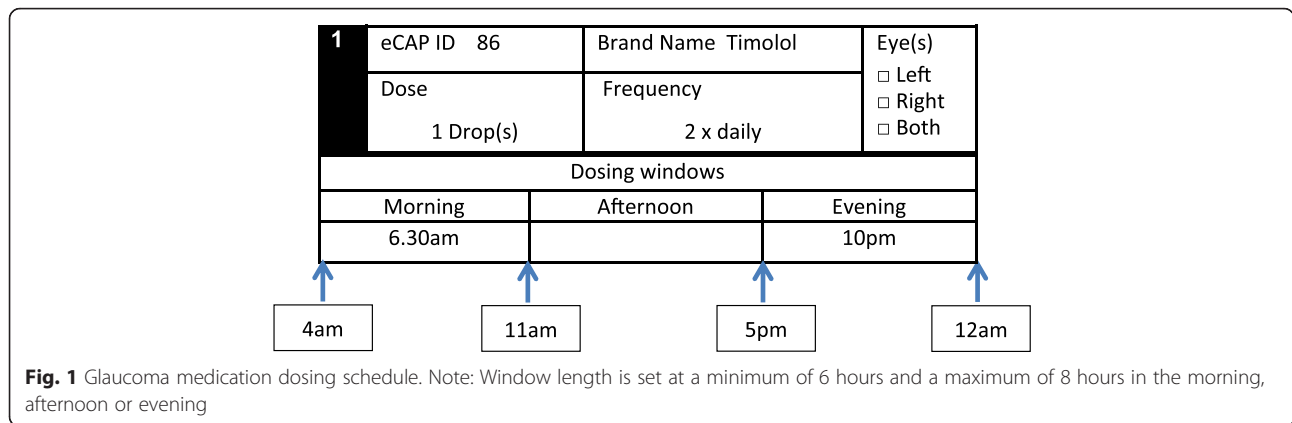 1 eCAP ID 86 Brand Name Timolol Eye(s)
□ Left
Dose Frequency
□ Right
1 Drop(s) 2 x daily □ Both
Dosing windows
Morning Afternoon Evening
6.30am 10pm
4am 11am 5pm 12am
Fig. 1 Glaucoma medication dosing schedule. Note: Window length is set at a minimum of 6 hours and a maximum of 8 hours in the morning,
afternoon or evening